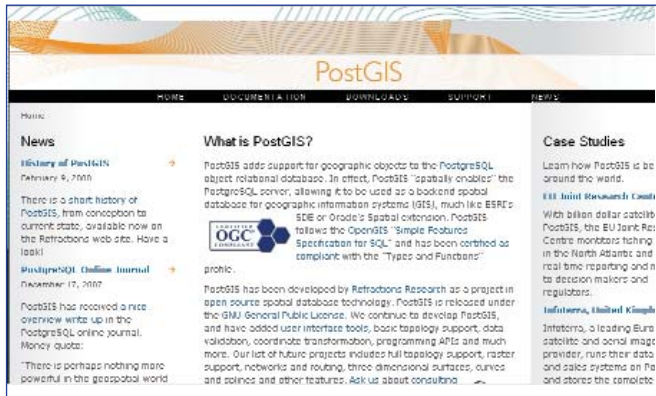 PostGIS
HOME DOCUMENTATION DOWNLOADS SUPPORT NEWS
Home
News
History of PostGIS
February 9, 2008
There is a short history of
PostGIS, from conception to
current state, available now on
the Refractions web site. Have a
look!
PostgreSQL Online Journal
December 17, 2007
PostGIS has received a nice
overview write up in the
PostgreSQL online journal.
Money quote:
"There is perhaps nothing more
powerful in the geospatial world
What is PostGIS?
PostGIS adds support for geographic objects to the PostgreSQL
object relational database. In effect, PostGIS "spatially enables" the
PostgreSQL server, allowing it to be used as a backend spatial
database for geographic information systems (GIS), much like ESRI's
SDE or Oracle's Spatial extension. PostGIS
follows the OpenGIS "Simple Features
Specification for SQL" and has been certified as
compliant with the "Types and Functions"
profile.
CERTIFIED
OGC
COMPLIANT
PostGIS has been developed by Refractions Research as a project in
open source spatial database technology. PostGIS is released under
the GNU General Public License. We continue to develop PostGIS,
and have added user interface tools, basic topology support, data
validation, coordinate transformation, programming APIs and much
more. Our list of future projects includes full topology support, raster
support, networks and routing, three dimensional surfaces, curves
and splines and other features. Ask us about consulting
Case Studies
Learn how PostGIS is be
around the world.
EU Joint Research Cent
With billion dollar satellit
PostGIS, the EU Joint Res
Centre monitors fishing
in the North Atlantic and
real time reporting and
to decision makers and
regulators.
Infoterra, United Kingd
Infoterra, a leading Euro
satellite and aerial image
provider, runs their data
and sales systems on Po
and stores the complete